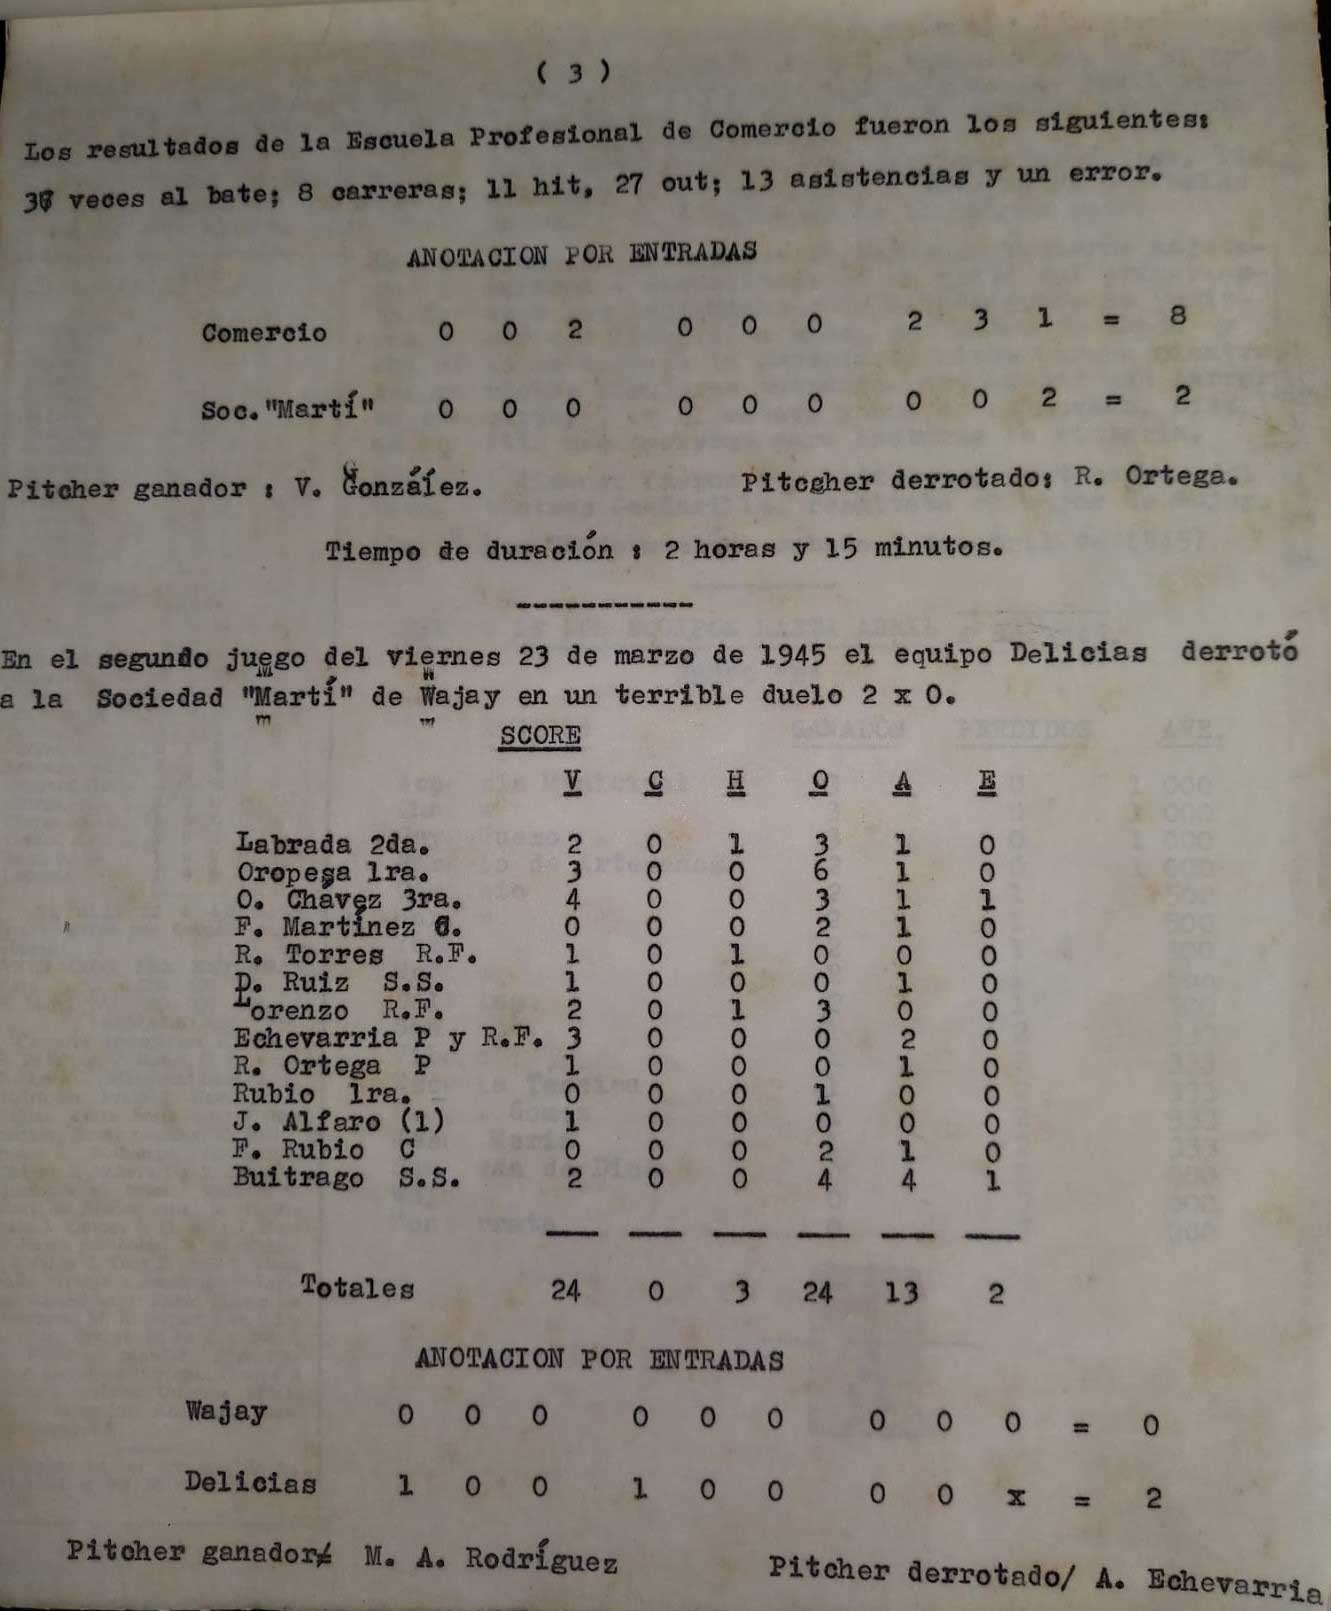 ( 3 )
Los resultados de la Escuela Profesional de Comercio fueron los siguientes:
veces al bate; 8 carreras; 11 hit, 27 out; 13 asistencias y un error.
ANOTACION POR ENTRADAS
Comercio 0 0 2 0 0 0 2 3 1 = 8
Soc."Martí" 0 0 0 0 0 0 0 0 2 = 2
Pitcher ganador : V. González. Pitcgher derrotado: R. Ortega.
Tiempo de duración : 2 horas y 15 minutos.
-----------
En el segundo juego del viernes 23 de marzo de 1945 el equipo Delicias derrotó
a la Sociedad "Martí" de Wajay en un terrible duelo 2 x 0.
SCORE
V C H O A E
Labrada 2da. 2 0 1 3 1 0
Oropesa 1ra. 3 0 0 6 1 0
O. Chávez 3ra. 4 0 0 3 1 1
F. Martínez C. 0 0 0 2 1 0
R. Torres R.F. 1 0 1 0 0 0
D. Ruiz S.S. 1 0 0 0 1 0
Lorenzo R.F. 2 0 1 3 0 0
Echevarria P y R.F. 3 0 0 0 2 0
R. Ortega P 1 0 0 0 1 0
Rubio 1ra. 0 0 0 1 0 0
J. Alfaro (1) 1 0 0 0 0 0
F. Rubio C 0 0 0 2 1 0
Buitrago S.S. 2 0 0 4 4 1
Totales 24 0 3 24 13 2
ANOTACION POR ENTRADAS
Wajay 0 0 0 0 0 0 0 0 0 = 0
Delicias 1 0 0 1 0 0 0 0 x = 2
Pitcher ganador/ M. A. Rodríguez Pitcher derrotado/ A. Echevarria